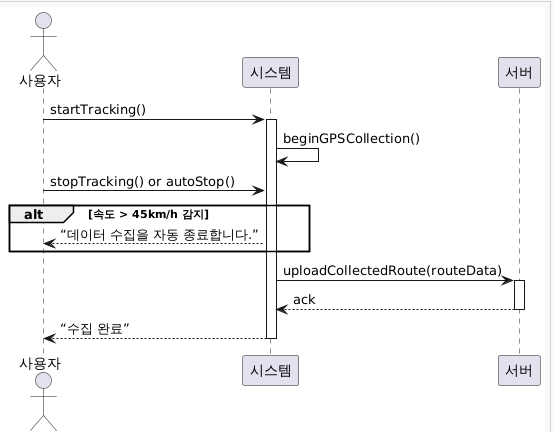 사용자
시스템
서버
startTracking()
beginGPSCollection()
stopTracking() or autoStop()
alt [속도 > 45km/h 감지]
“데이터 수집을 자동 종료합니다.”
uploadCollectedRoute(routeData)
ack
“수집 완료”
사용자
시스템
서버